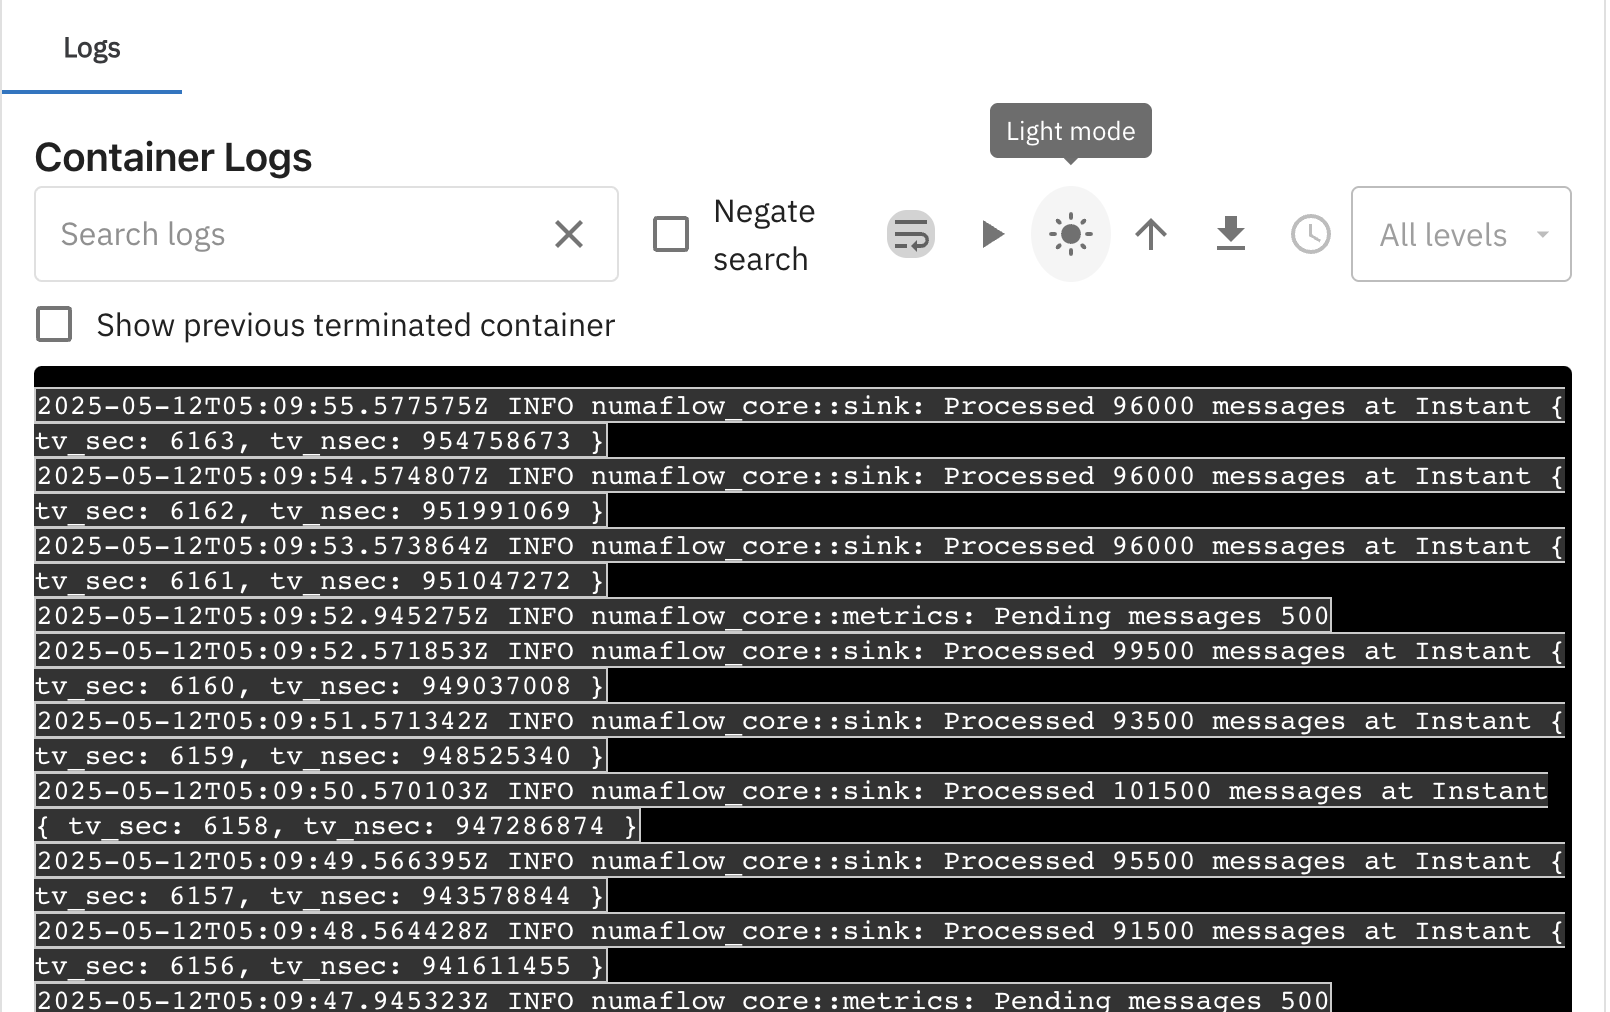 Logs
Light mode
Container Logs
Search logs
Negate
search
All levels
Show previous terminated container
2025-05-12T05:09:55.577575Z INFO numaflow_core::sink: Processed 96000 messages at Instant {
tv_sec: 6163, tv_nsec: 954758673 }
2025-05-12T05:09:54.574807Z INFO numaflow_core::sink: Processed 96000 messages at Instant {
tv_sec: 6162, tv_nsec: 951991069 }
2025-05-12T05:09:53.573864Z INFO numaflow_core::sink: Processed 96000 messages at Instant {
tv_sec: 6161, tv_nsec: 951047272 }
2025-05-12T05:09:52.945275Z INFO numaflow_core::metrics: Pending messages 500
2025-05-12T05:09:52.571853Z INFO numaflow_core::sink: Processed 99500 messages at Instant {
tv_sec: 6160, tv_nsec: 949037008 }
2025-05-12T05:09:51.571342Z INFO numaflow_core::sink: Processed 93500 messages at Instant {
tv_sec: 6159, tv_nsec: 948525340 }
2025-05-12T05:09:50.570103Z INFO numaflow_core::sink: Processed 101500 messages at Instant
{ tv_sec: 6158, tv_nsec: 947286874 }
2025-05-12T05:09:49.566395Z INFO numaflow_core::sink: Processed 95500 messages at Instant {
tv_sec: 6157, tv_nsec: 943578844 }
2025-05-12T05:09:48.564428Z INFO numaflow_core::sink: Processed 91500 messages at Instant {
tv_sec: 6156, tv_nsec: 941611455 }
2025-05-12T05:09:47.945323Z INFO numaflow_core::metrics: Pending messages 500